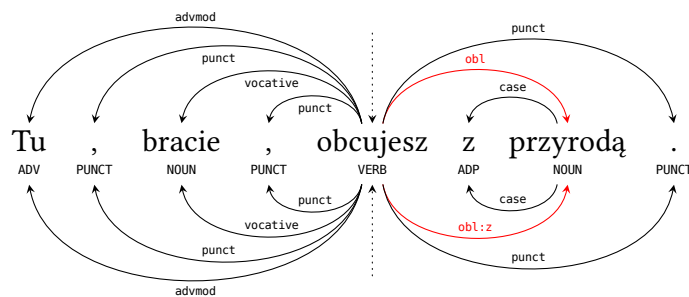 advmod
punct
punct
obl
vocative
case
punct
Tu , bracie , obcujesz z przyrodą .
ADV PUNCT NOUN PUNCT VERB ADP NOUN PUNCT
punct
case
vocative
obl:z
punct
punct
advmod